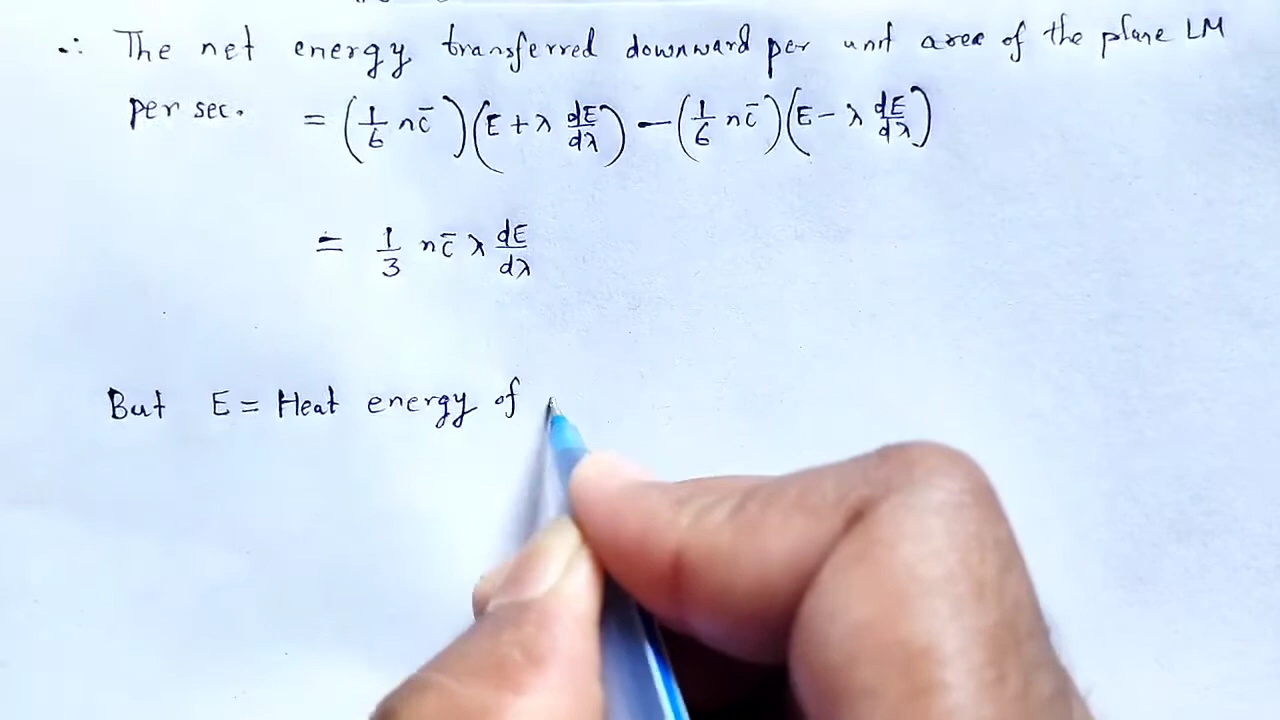 ∴ The net energy transferred downward per unit area of the plane LM
per sec. = (1/6 nc̄)(E + λ dE/dλ) − (1/6 nc̄)(E − λ dE/dλ)
= 1/3 nc̄ λ dE/dλ
But E = Heat energy of